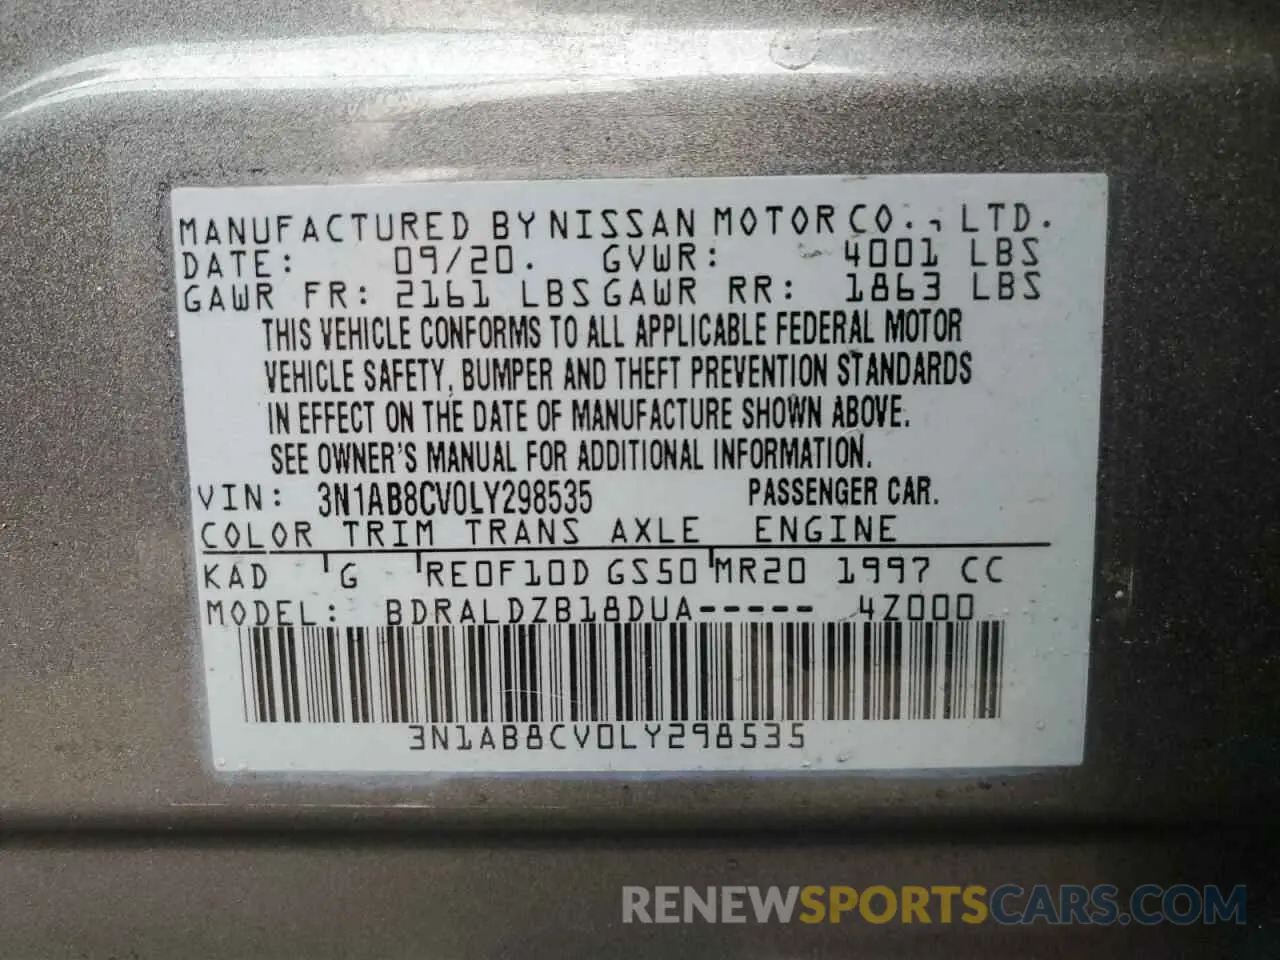 MANUFACTURED BY NISSAN MOTOR CO., LTD.
DATE: 09/20. GVWR: 4001 LBS
GAWR FR: 2161 LBS GAWR RR: 1863 LBS
THIS VEHICLE CONFORMS TO ALL APPLICABLE FEDERAL MOTOR
VEHICLE SAFETY, BUMPER AND THEFT PREVENTION STANDARDS
IN EFFECT ON THE DATE OF MANUFACTURE SHOWN ABOVE.
SEE OWNER'S MANUAL FOR ADDITIONAL INFORMATION.
VIN: 3N1AB8CV0LY298535 PASSENGER CAR.
COLOR TRIM TRANS AXLE ENGINE
KAD G RE0F10D GS50 MR20 1997 CC
MODEL: BDRALDZB18DUA----- 4Z000
3N1AB8CV0LY298535
RENEWSPORTSCARS.COM